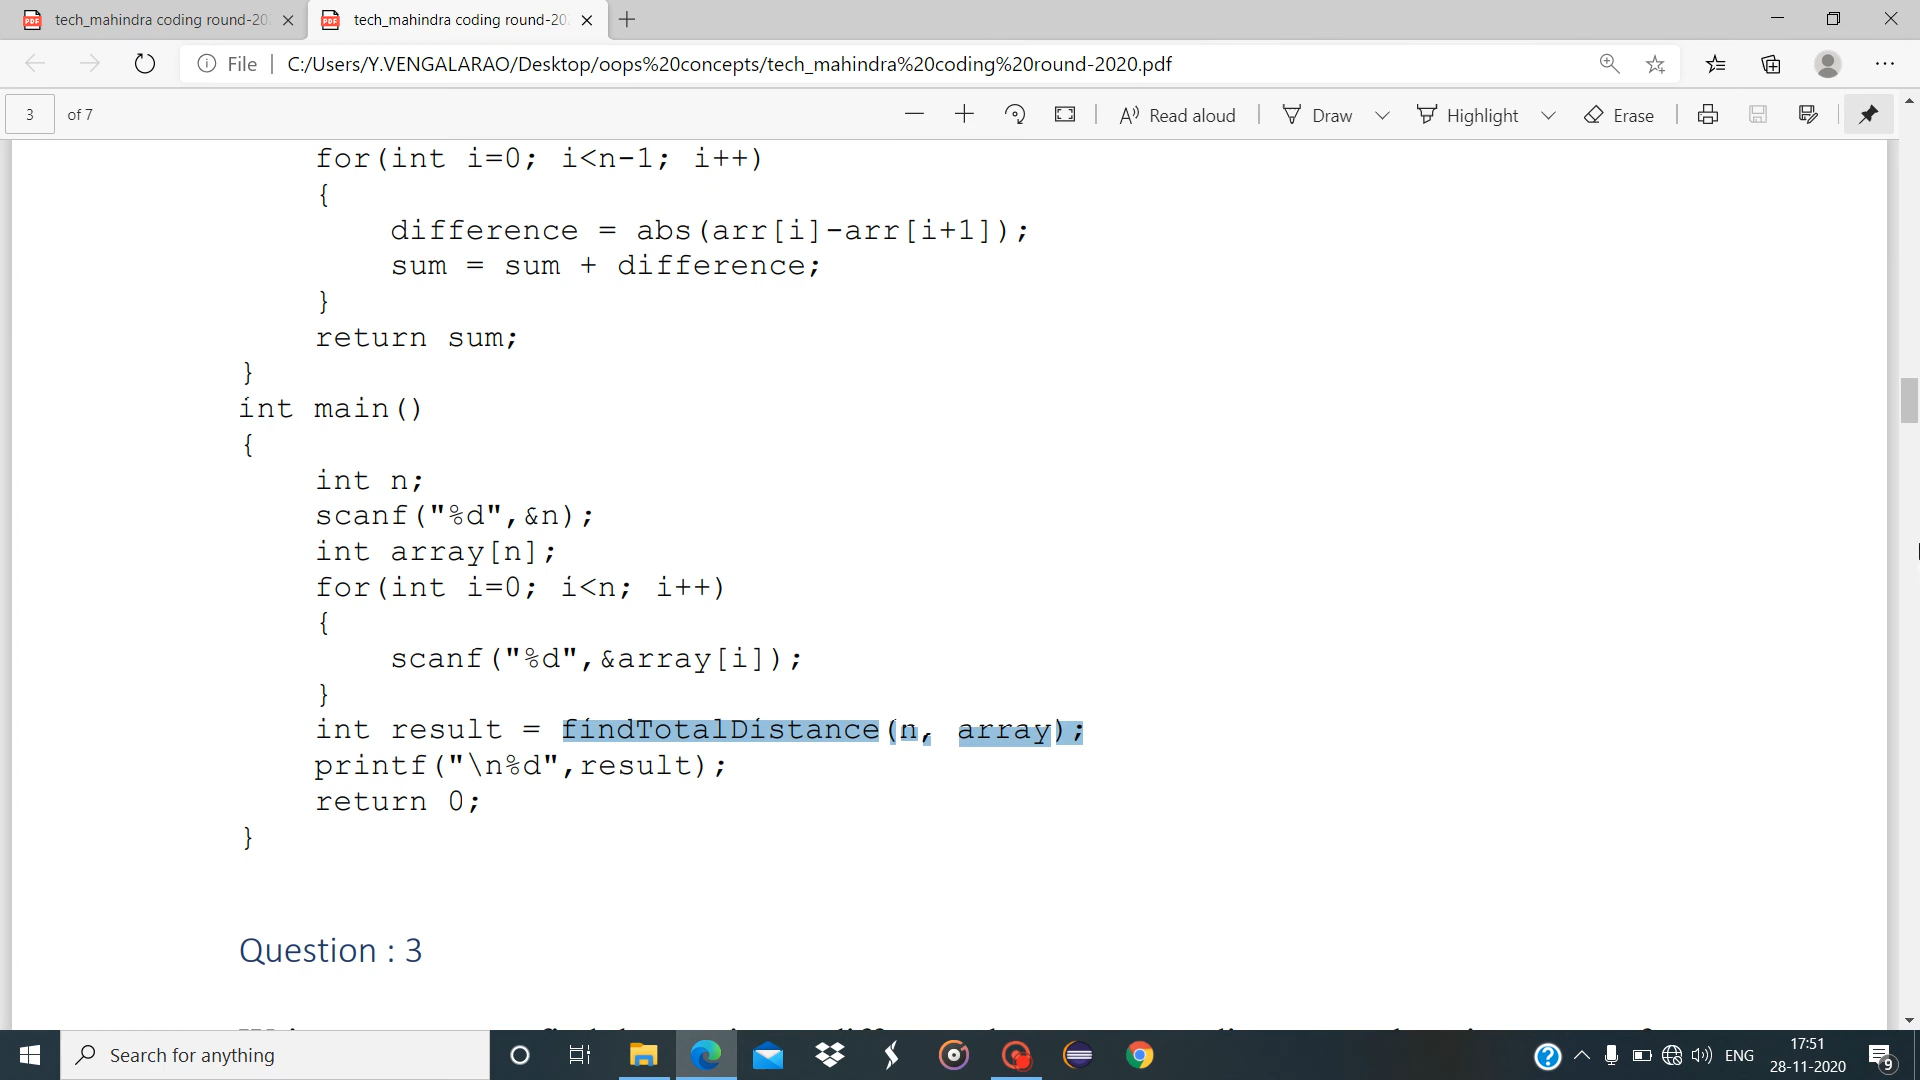 tech_mahindra coding round-20
tech_mahindra coding round-20
File
C:/Users/Y.VENGALARAO/Desktop/oops%20concepts/tech_mahindra%20coding%20round-2020.pdf
3 of 7
Read aloud
Draw
Highlight
Erase
for(int i=0; i<n-1; i++)
{
difference = abs(arr[i]-arr[i+1]);
sum = sum + difference;
}
return sum;
}
int main()
{
int n;
scanf("%d",&n);
int array[n];
for(int i=0; i<n; i++)
{
scanf("%d",&array[i]);
}
int result = findTotalDistance(n, array);
printf("\n%d",result);
return 0;
}
Question : 3
Search for anything
ENG
17:51
28-11-2020
9